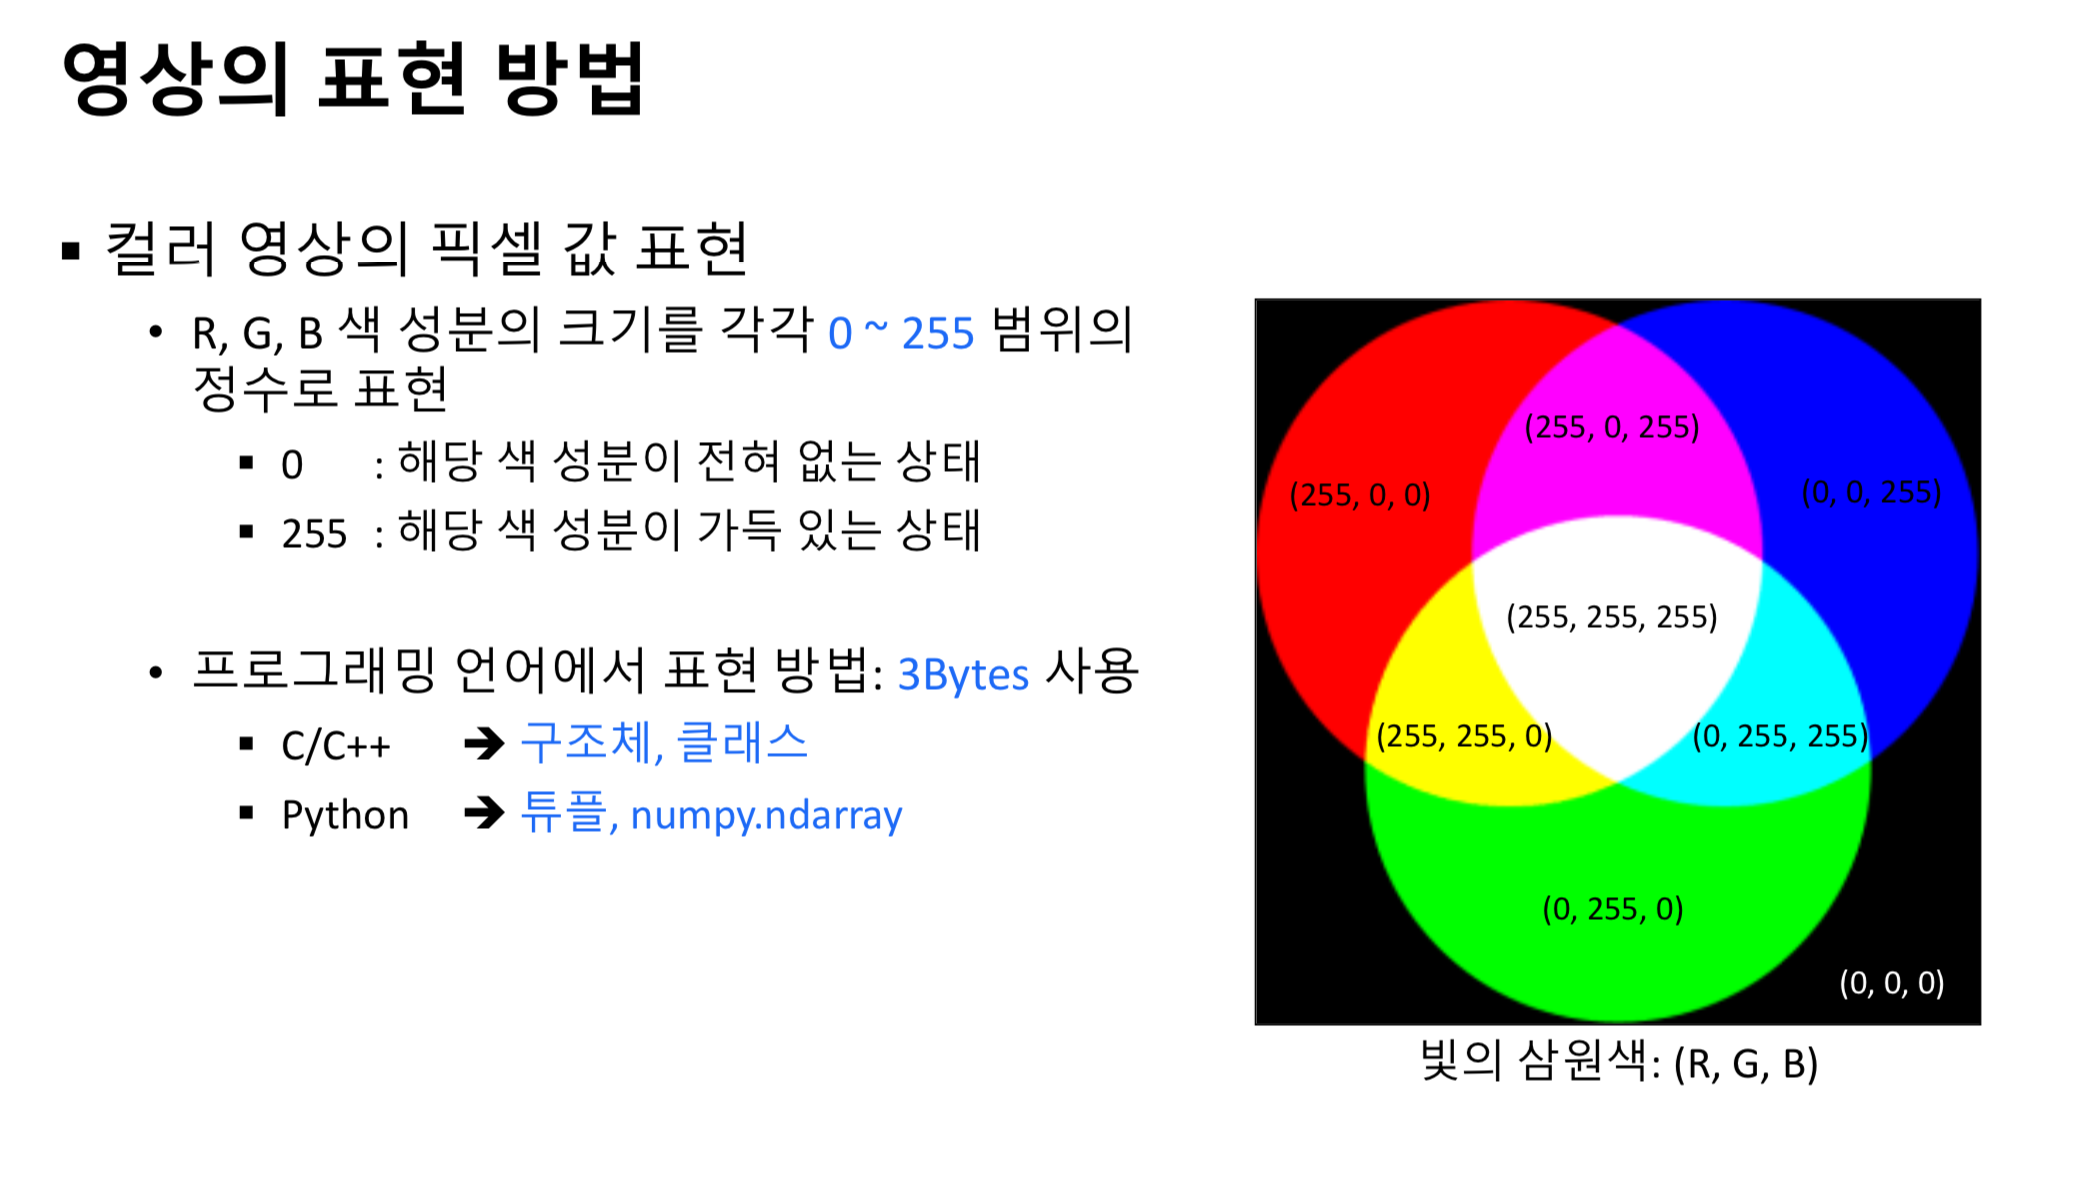 영상의 표현 방법
▪ 컬러 영상의 픽셀 값 표현
• R, G, B 색 성분의 크기를 각각 0 ~ 255 범위의
정수로 표현
▪ 0 : 해당 색 성분이 전혀 없는 상태
▪ 255 : 해당 색 성분이 가득 있는 상태
• 프로그래밍 언어에서 표현 방법: 3Bytes 사용
▪ C/C++ ➔ 구조체, 클래스
▪ Python ➔ 튜플, numpy.ndarray
(255, 0, 255)
(255, 0, 0)
(0, 0, 255)
(255, 255, 255)
(255, 255, 0)
(0, 255, 255)
(0, 255, 0)
(0, 0, 0)
빛의 삼원색: (R, G, B)